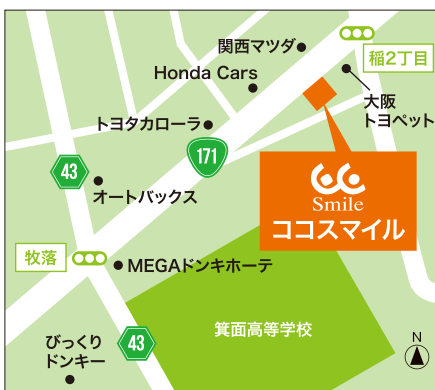 関西マツダ
稲2丁目
Honda Cars
大阪
トヨペット
トヨタカローラ
171
43
オートバックス
Smile
ココスマイル
牧落
MEGAドンキホーテ
箕面高等学校
びっくり
ドンキー
43
N